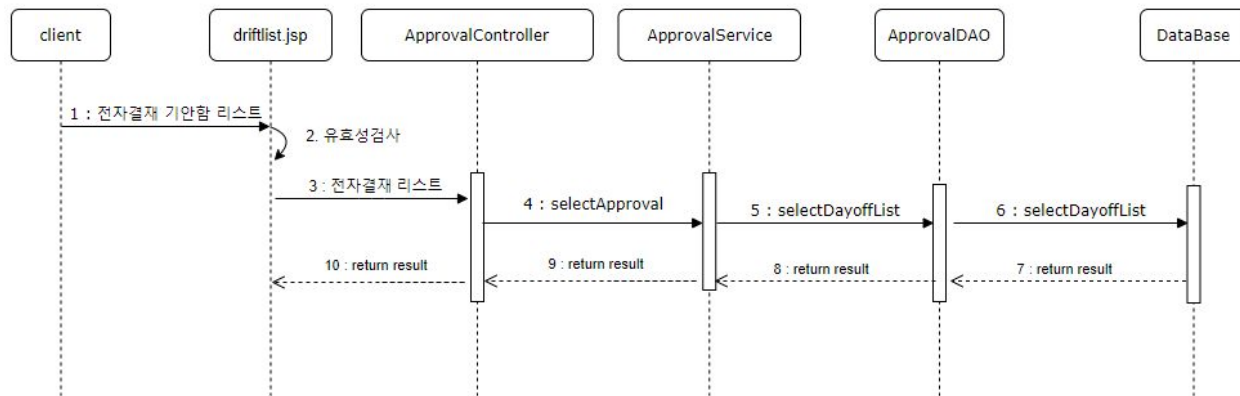 client
driftlist.jsp
ApprovalController
ApprovalService
ApprovalDAO
DataBase
1 : 전자결재 기안함 리스트
2. 유효성검사
3 : 전자결재 리스트
4 : selectApproval
5 : selectDayoffList
6 : selectDayoffList
10 : return result
9 : return result
8 : return result
7 : return result